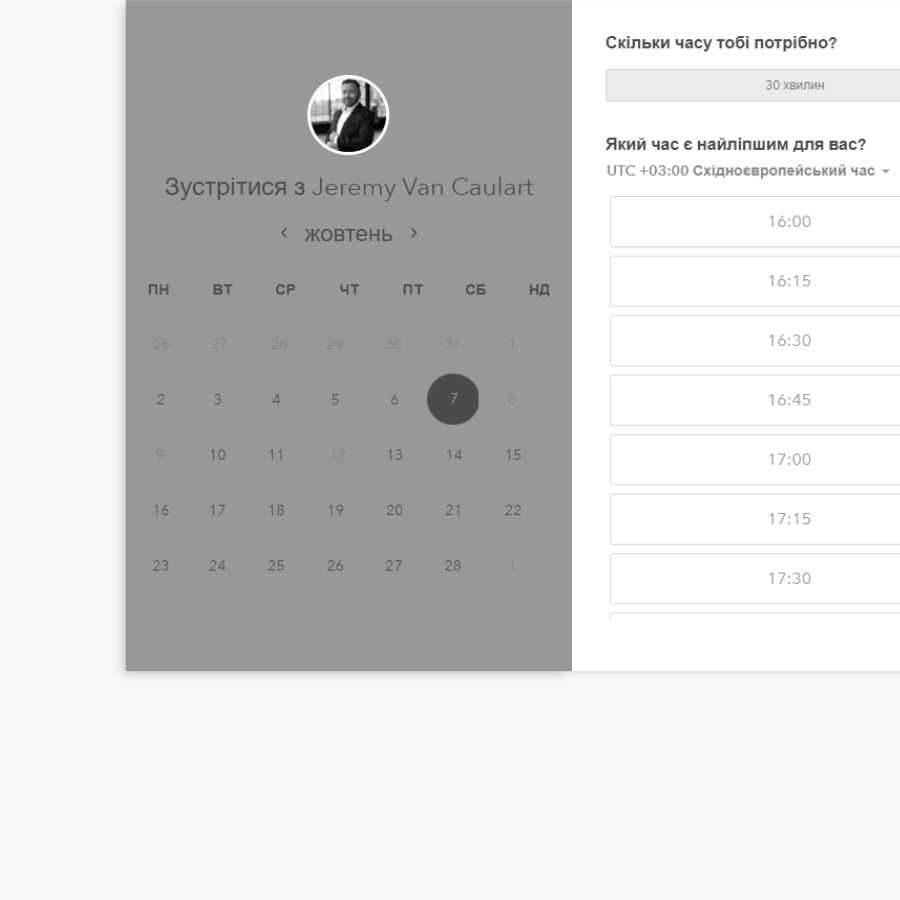 Зустрітися з Jeremy Van Caulart
жовтень
ПН ВТ СР ЧТ ПТ СБ НД
26 27 28 29 30 31 1
2 3 4 5 6 7 8
9 10 11 12 13 14 15
16 17 18 19 20 21 22
23 24 25 26 27 28 1
Скільки часу тобі потрібно?
30 хвилин
Який час є найліпшим для вас?
UTC +03:00 Східноєвропейський час
16:00
16:15
16:30
16:45
17:00
17:15
17:30